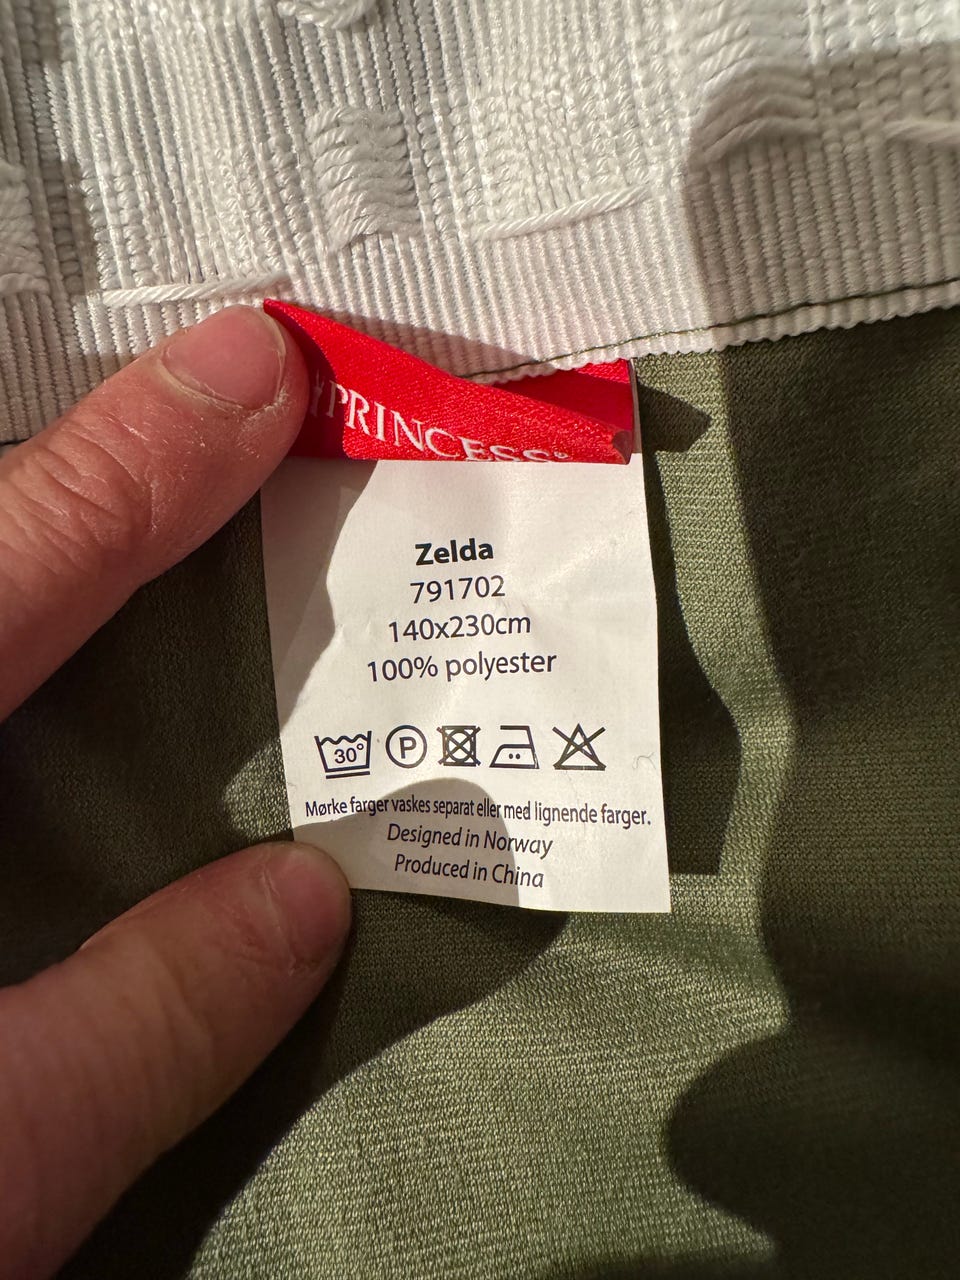 PRINCESS®
Zelda
791702
140x230cm
100% polyester
30° P
Mørke farger vaskes separat eller med lignende farger.
Designed in Norway
Produced in China